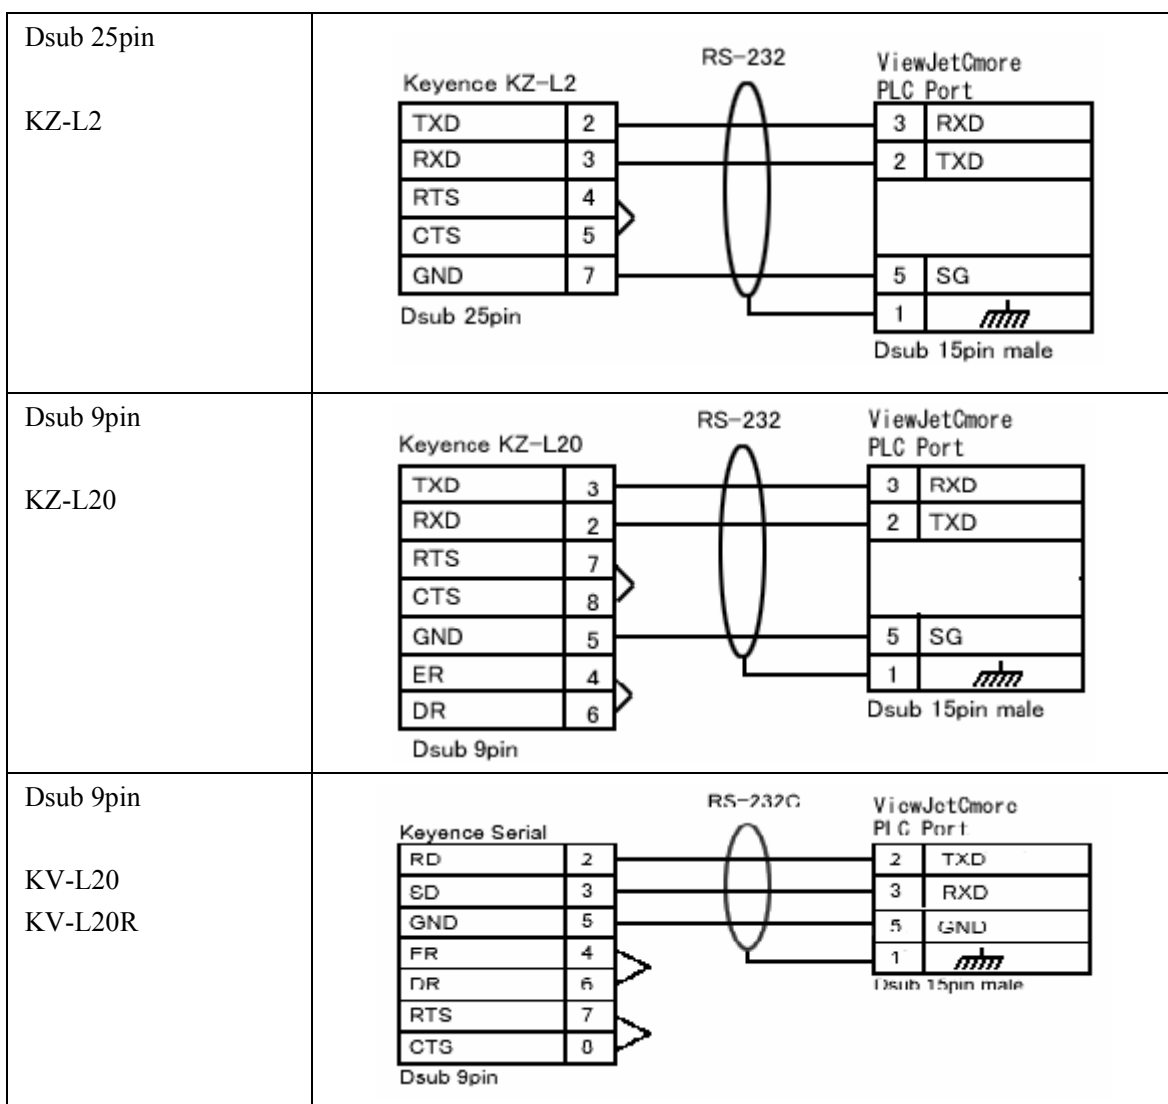 Dsub 25pin
KZ-L2
RS-232
ViewJetCmore
PLC Port
Keyence KZ-L2
TXD 2 3 RXD
RXD 3 2 TXD
RTS 4
CTS 5
GND 7 5 SG
1
Dsub 25pin
Dsub 15pin male
Dsub 9pin
KZ-L20
RS-232
ViewJetCmore
PLC Port
Keyence KZ-L20
TXD 3 3 RXD
RXD 2 2 TXD
RTS 7
CTS 8
GND 5 5 SG
ER 4 1
DR 6
Dsub 15pin male
Dsub 9pin
Dsub 9pin
KV-L20
KV-L20R
RS-232C
ViewJetCmore
PLC Port
Keyence Serial
RD 2 2 TXD
SD 3 3 RXD
GND 5 5 GND
ER 4 1
DR 6
RTS 7
CTS 8
Dsub 15pin male
Dsub 9pin